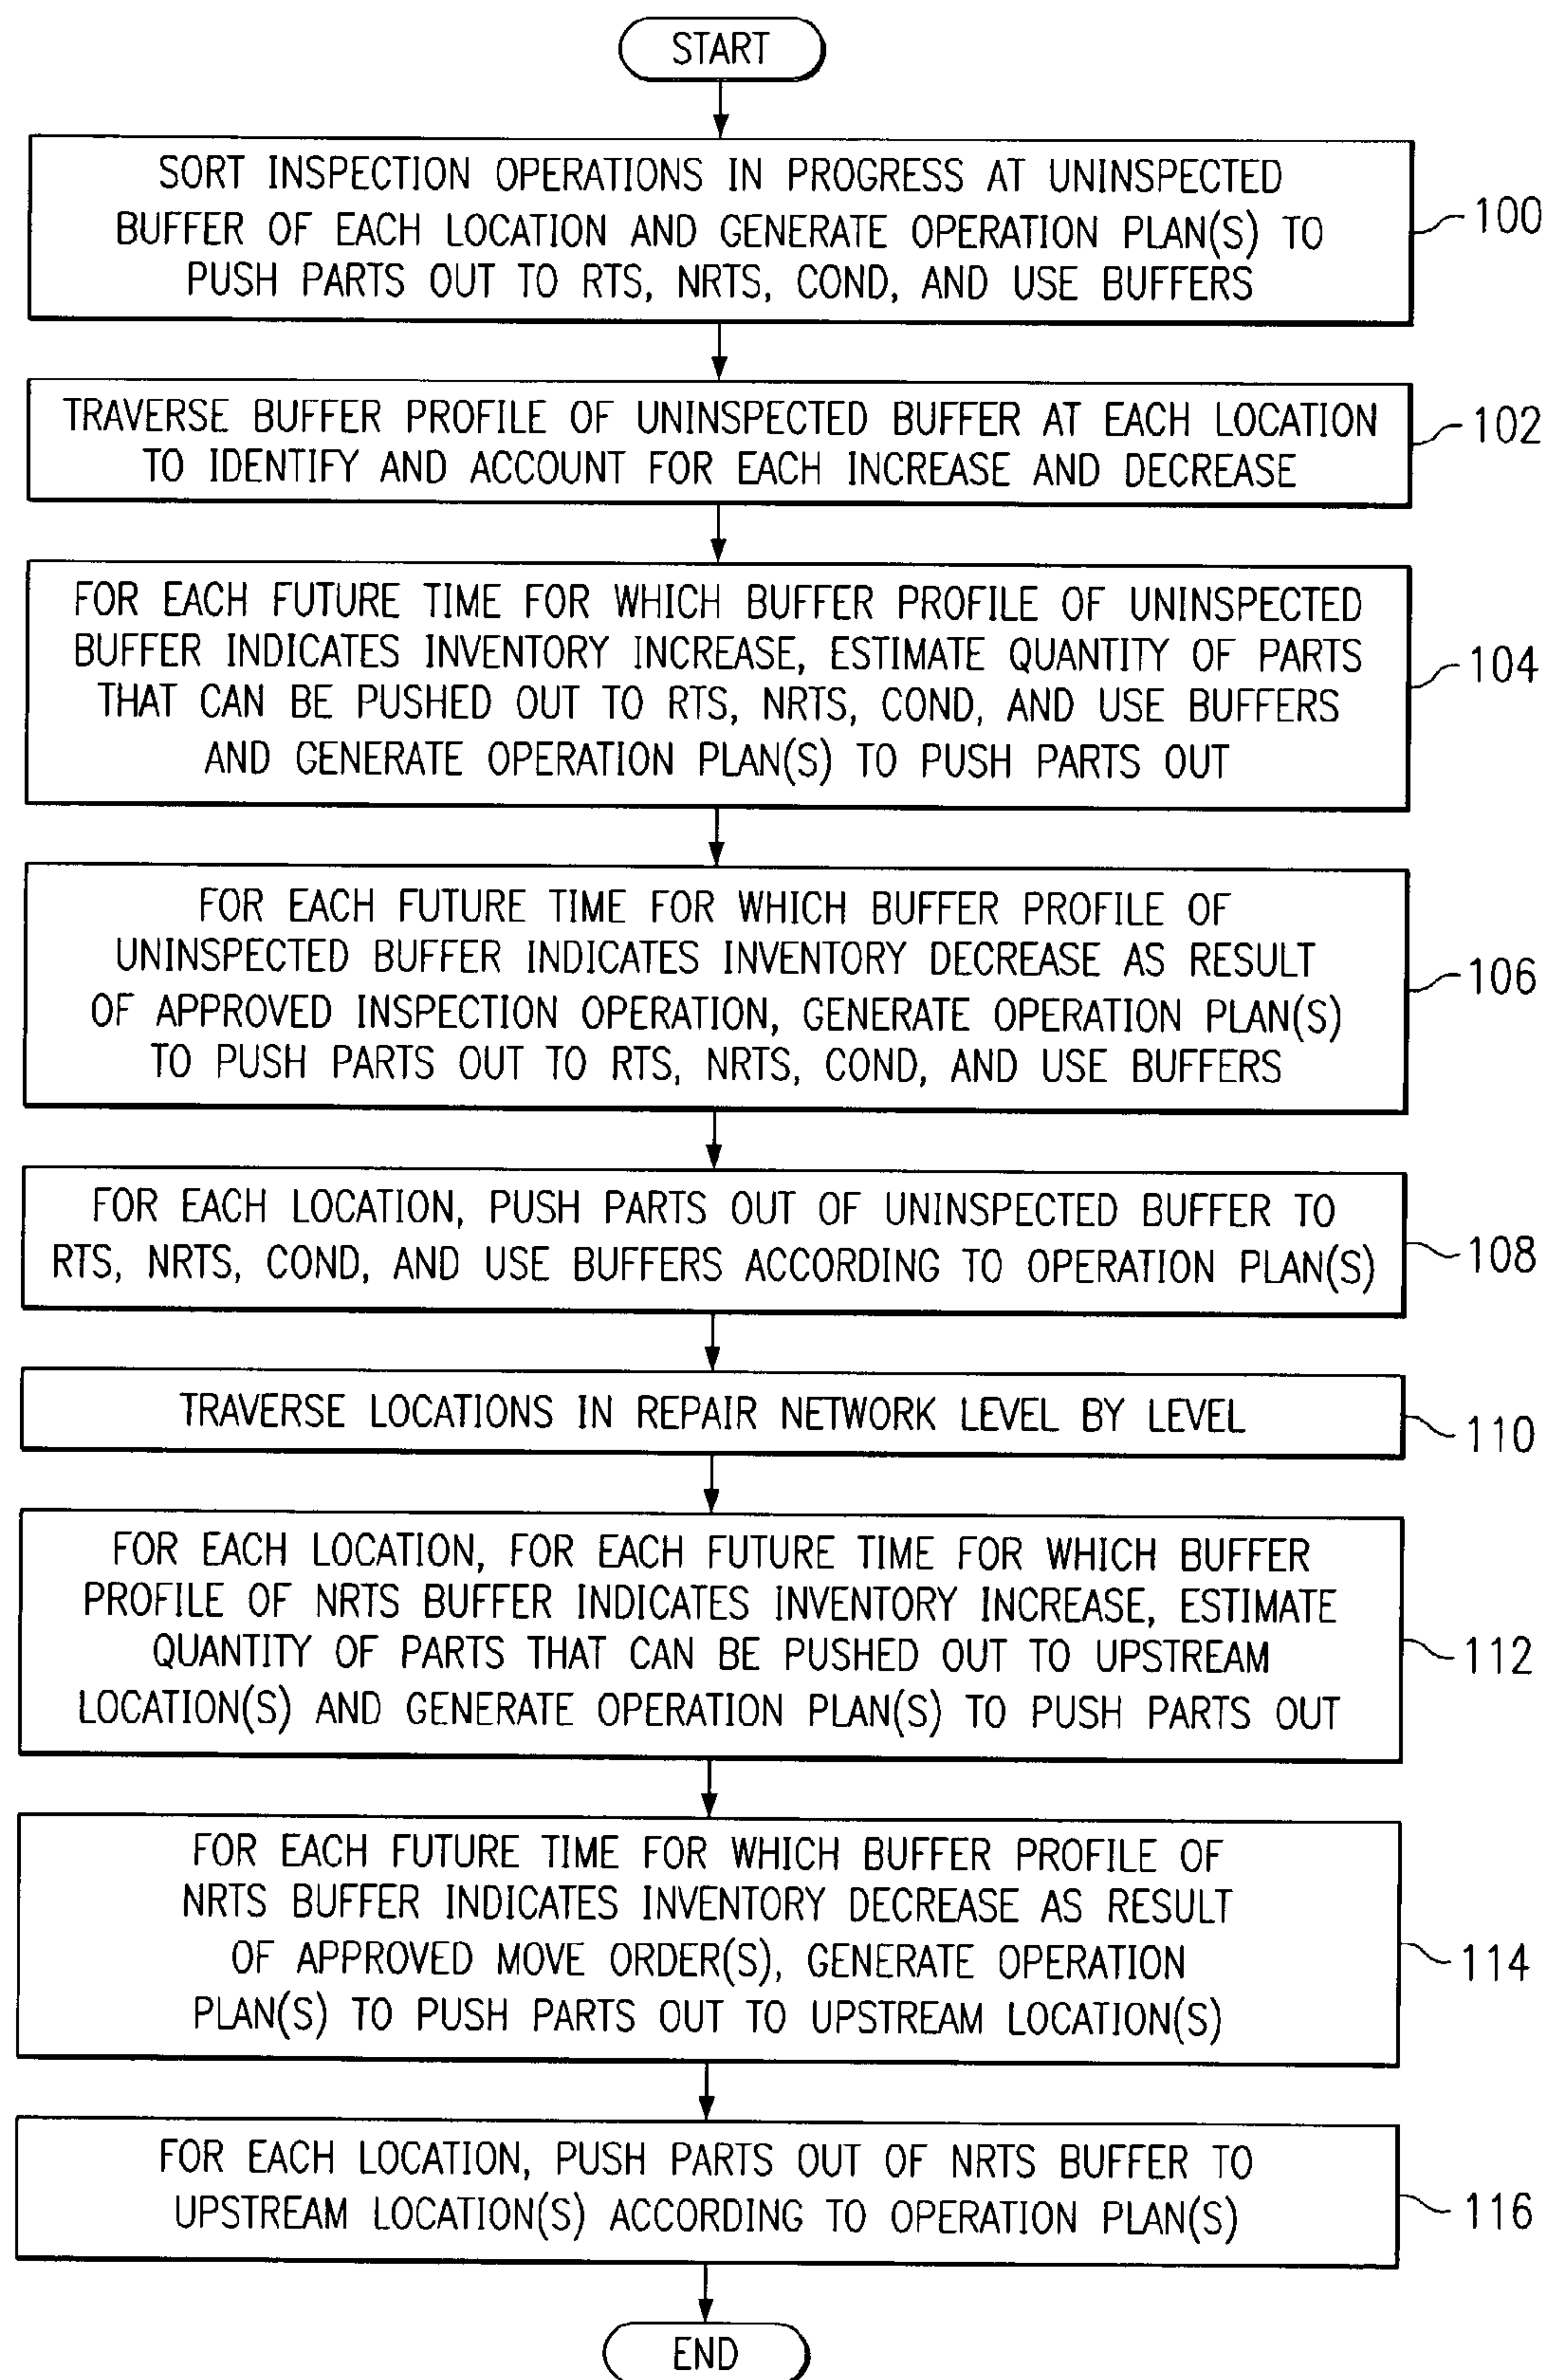 START
SORT INSPECTION OPERATIONS IN PROGRESS AT UNINSPECTED
BUFFER OF EACH LOCATION AND GENERATE OPERATION PLAN(S) TO
PUSH PARTS OUT TO RTS, NRTS, COND, AND USE BUFFERS
100
TRAVERSE BUFFER PROFILE OF UNINSPECTED BUFFER AT EACH LOCATION
TO IDENTIFY AND ACCOUNT FOR EACH INCREASE AND DECREASE
102
FOR EACH FUTURE TIME FOR WHICH BUFFER PROFILE OF UNINSPECTED
BUFFER INDICATES INVENTORY INCREASE, ESTIMATE QUANTITY OF PARTS
THAT CAN BE PUSHED OUT TO RTS, NRTS, COND, AND USE BUFFERS
AND GENERATE OPERATION PLAN(S) TO PUSH PARTS OUT
104
FOR EACH FUTURE TIME FOR WHICH BUFFER PROFILE OF
UNINSPECTED BUFFER INDICATES INVENTORY DECREASE AS RESULT
OF APPROVED INSPECTION OPERATION, GENERATE OPERATION PLAN(S)
TO PUSH PARTS OUT TO RTS, NRTS, COND, AND USE BUFFERS
106
FOR EACH LOCATION, PUSH PARTS OUT OF UNINSPECTED BUFFER TO
RTS, NRTS, COND, AND USE BUFFERS ACCORDING TO OPERATION PLAN(S)
108
TRAVERSE LOCATIONS IN REPAIR NETWORK LEVEL BY LEVEL
110
FOR EACH LOCATION, FOR EACH FUTURE TIME FOR WHICH BUFFER
PROFILE OF NRTS BUFFER INDICATES INVENTORY INCREASE, ESTIMATE
QUANTITY OF PARTS THAT CAN BE PUSHED OUT TO UPSTREAM
LOCATION(S) AND GENERATE OPERATION PLAN(S) TO PUSH PARTS OUT
112
FOR EACH FUTURE TIME FOR WHICH BUFFER PROFILE OF
NRTS BUFFER INDICATES INVENTORY DECREASE AS RESULT
OF APPROVED MOVE ORDER(S), GENERATE OPERATION
PLAN(S) TO PUSH PARTS OUT TO UPSTREAM LOCATION(S)
114
FOR EACH LOCATION, PUSH PARTS OUT OF NRTS BUFFER TO
UPSTREAM LOCATION(S) ACCORDING TO OPERATION PLAN(S)
116
END